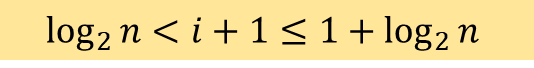 log₂ n < i + 1 ≤ 1 + log₂ n